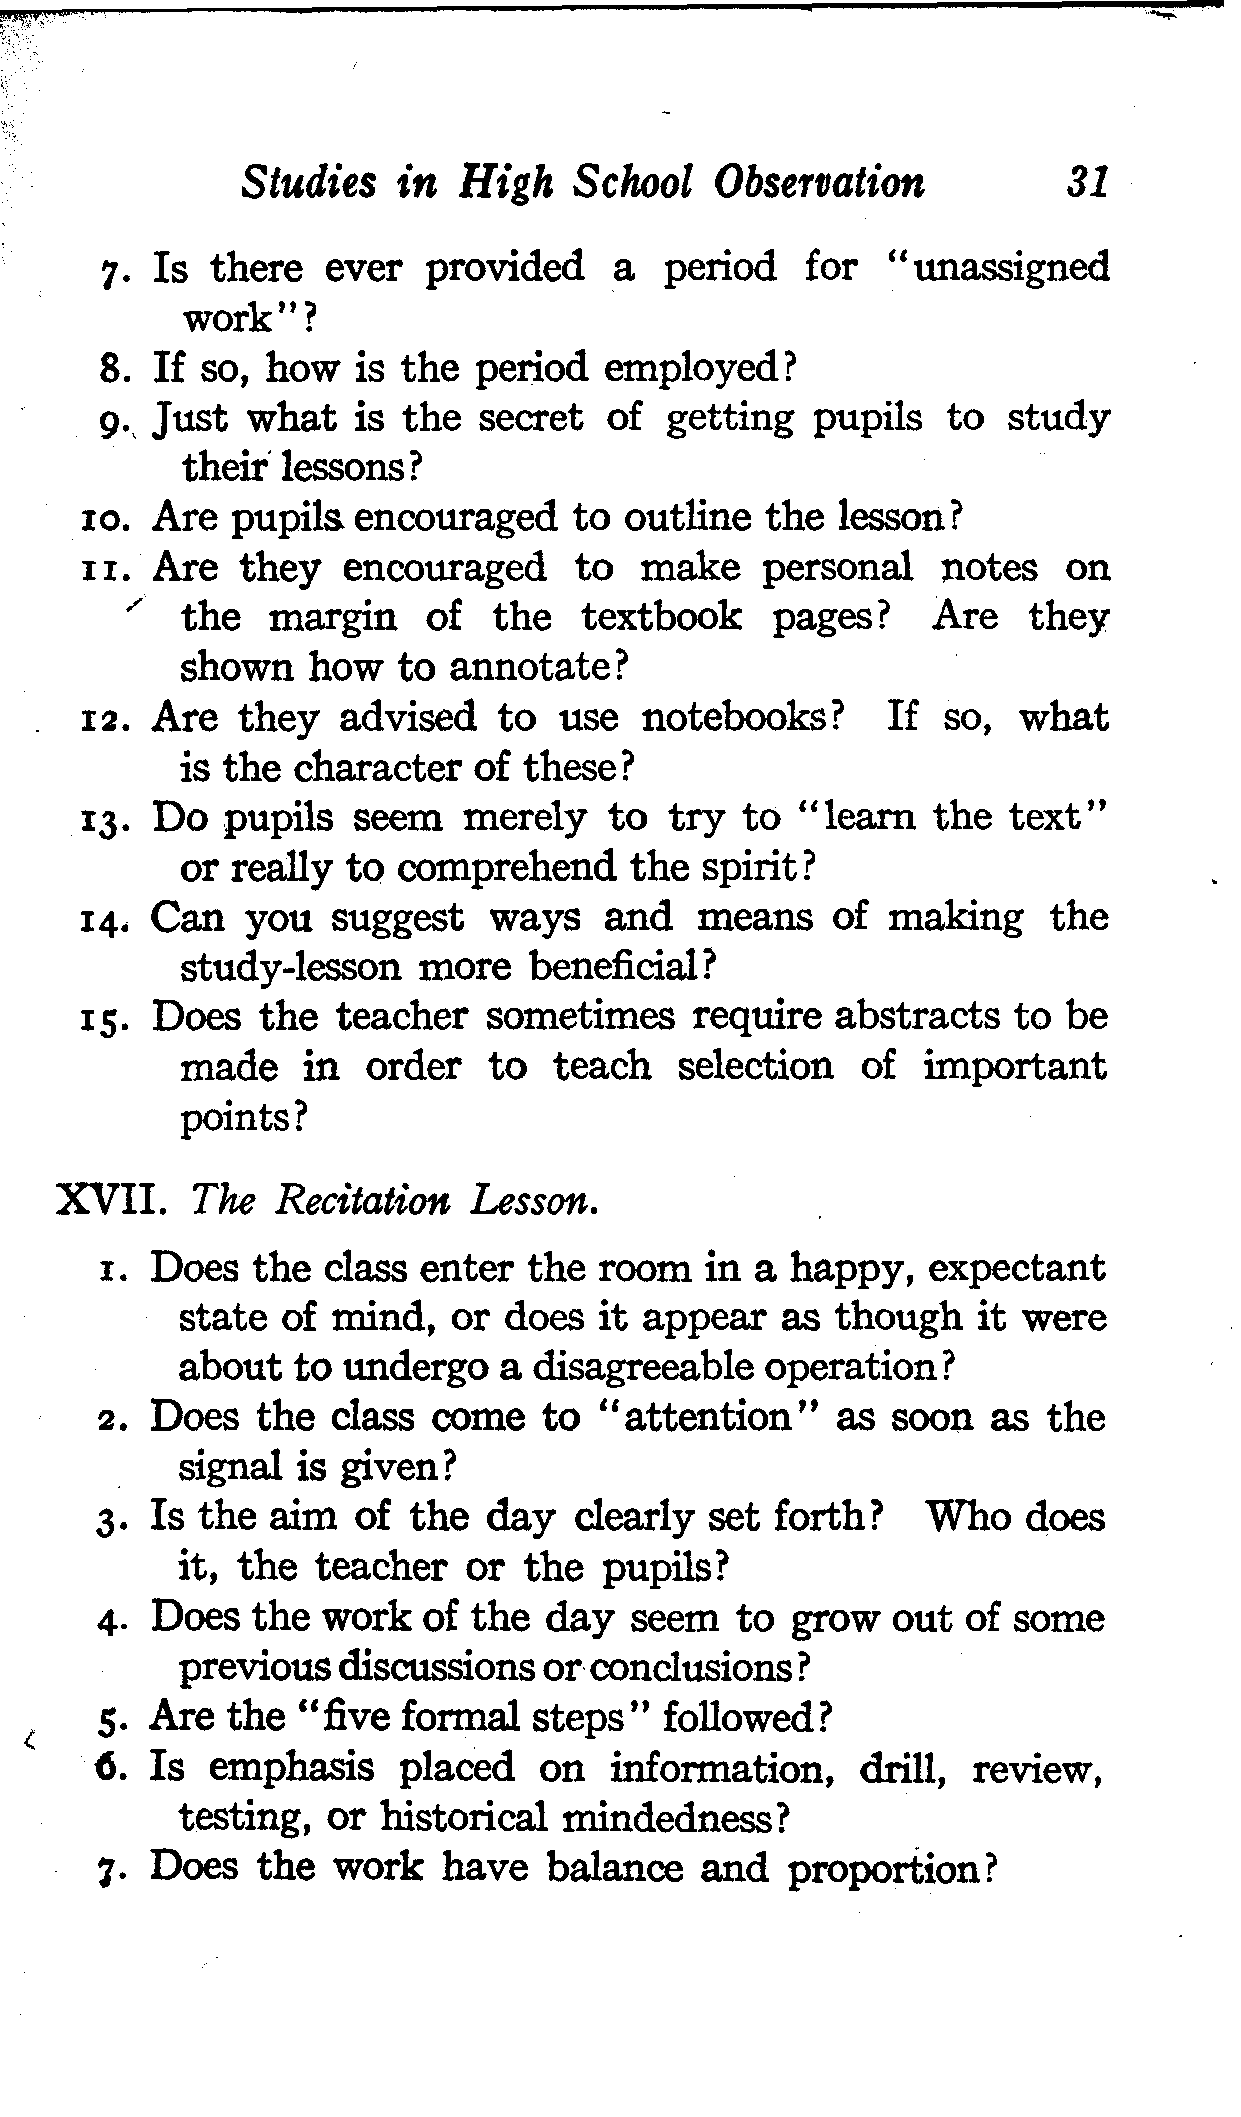 Studies in High School Observation 31
7. Is there ever provided a period for "unassigned
work"?
8. If so, how is the period employed?
9. Just what is the secret of getting pupils to study
their lessons?
10. Are pupils encouraged to outline the lesson?
11. Are they encouraged to make personal notes on
the margin of the textbook pages? Are they
shown how to annotate?
12. Are they advised to use notebooks? If so, what
is the character of these?
13. Do pupils seem merely to try to "learn the text"
or really to comprehend the spirit?
14. Can you suggest ways and means of making the
study-lesson more beneficial?
15. Does the teacher sometimes require abstracts to be
made in order to teach selection of important
points?
XVII. The Recitation Lesson.
1. Does the class enter the room in a happy, expectant
state of mind, or does it appear as though it were
about to undergo a disagreeable operation?
2. Does the class come to "attention" as soon as the
signal is given?
3. Is the aim of the day clearly set forth? Who does
it, the teacher or the pupils?
4. Does the work of the day seem to grow out of some
previous discussions or conclusions?
5. Are the "five formal steps" followed?
6. Is emphasis placed on information, drill, review,
testing, or historical mindedness?
7. Does the work have balance and proportion?